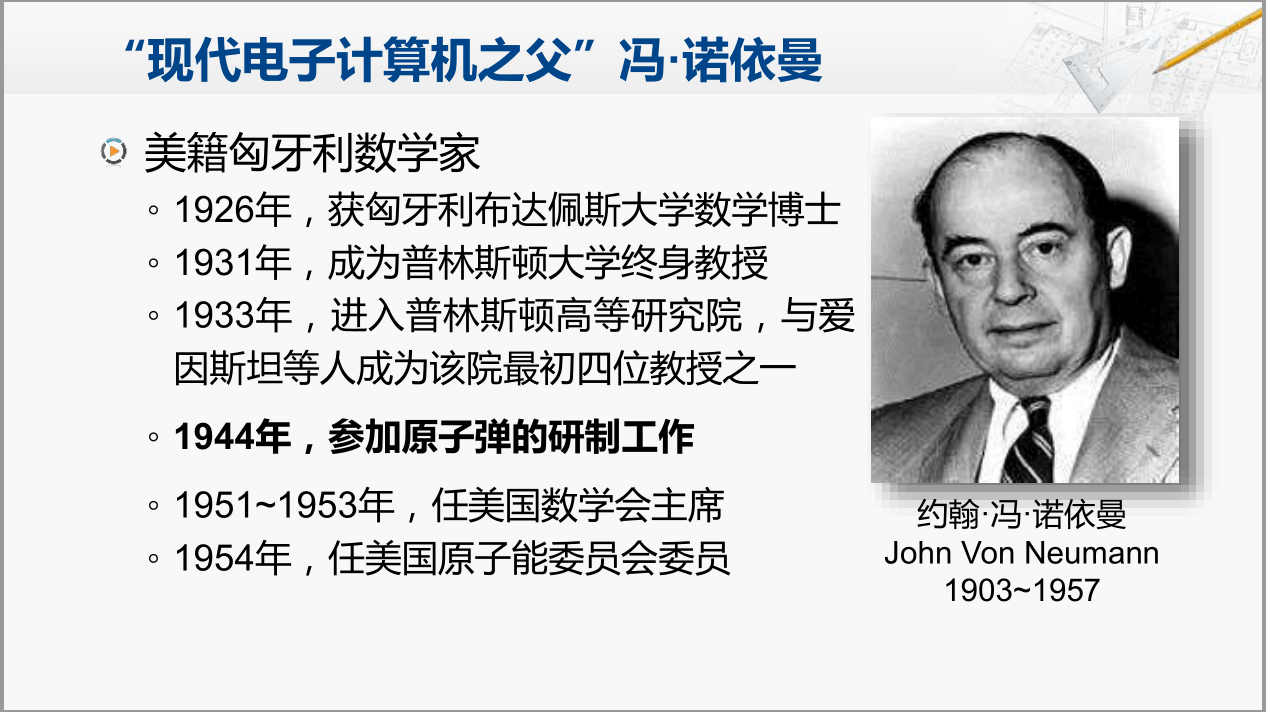 “现代电子计算机之父”冯·诺依曼
美籍匈牙利数学家
1926年，获匈牙利布达佩斯大学数学博士
1931年，成为普林斯顿大学终身教授
1933年，进入普林斯顿高等研究院，与爱
因斯坦等人成为该院最初四位教授之一
1944年，参加原子弹的研制工作
1951~1953年，任美国数学会主席
1954年，任美国原子能委员会委员
约翰·冯·诺依曼
John Von Neumann
1903~1957